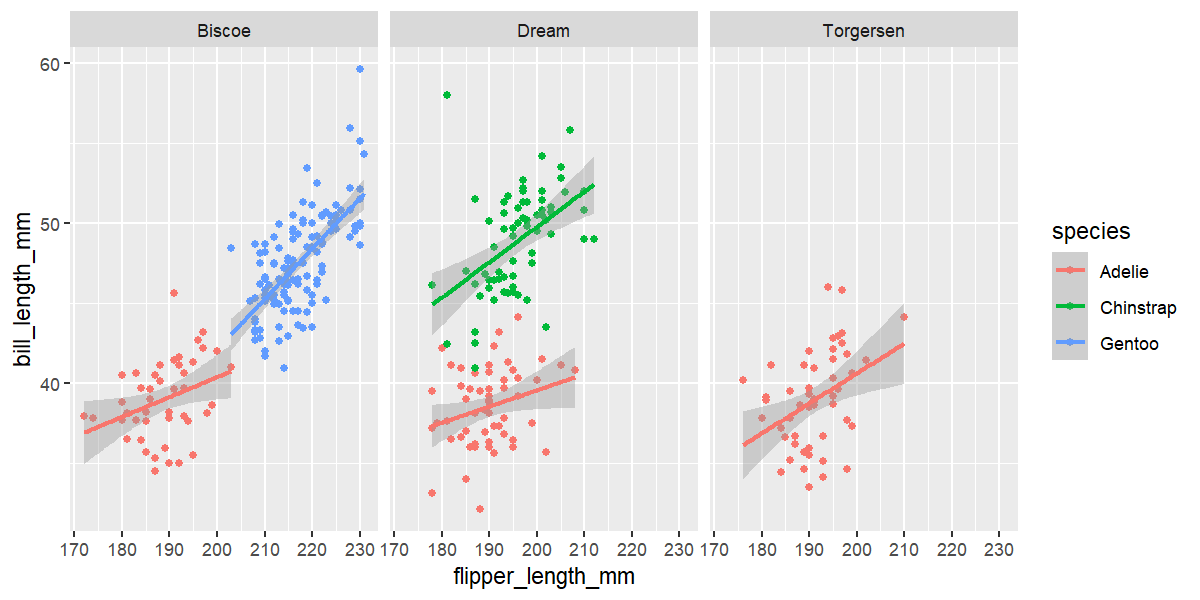 Biscoe Dream Torgersen
60
50
40
bill_length_mm
170 180 190 200 210 220 230 170 180 190 200 210 220 230 170 180 190 200 210 220 230
flipper_length_mm
species
Adelie
Chinstrap
Gentoo